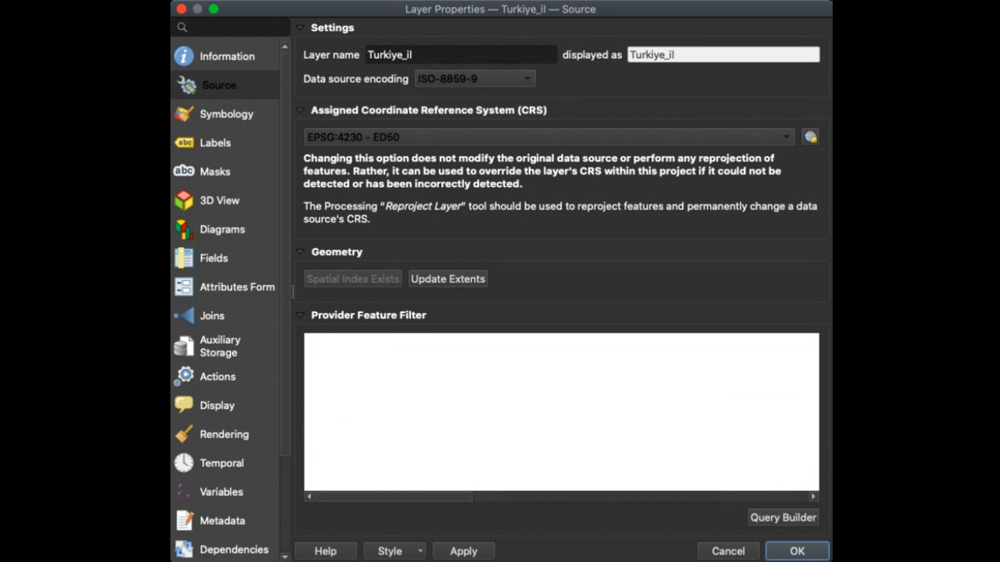 Layer Properties — Turkiye_il — Source
Information
Source
Symbology
abc Labels
abc Masks
3D View
Diagrams
Fields
Attributes Form
Joins
Auxiliary
Storage
Actions
Display
Rendering
Temporal
Variables
Metadata
Dependencies
Settings
Layer name Turkiye_il displayed as Turkiye_il
Data source encoding ISO-8859-9
Assigned Coordinate Reference System (CRS)
EPSG:4230 - ED50
Changing this option does not modify the original data source or perform any reprojection of
features. Rather, it can be used to override the layer's CRS within this project if it could not be
detected or has been incorrectly detected.
The Processing "Reproject Layer" tool should be used to reproject features and permanently change a data
source's CRS.
Geometry
Spatial Index Exists Update Extents
Provider Feature Filter
Query Builder
Help Style Apply Cancel OK